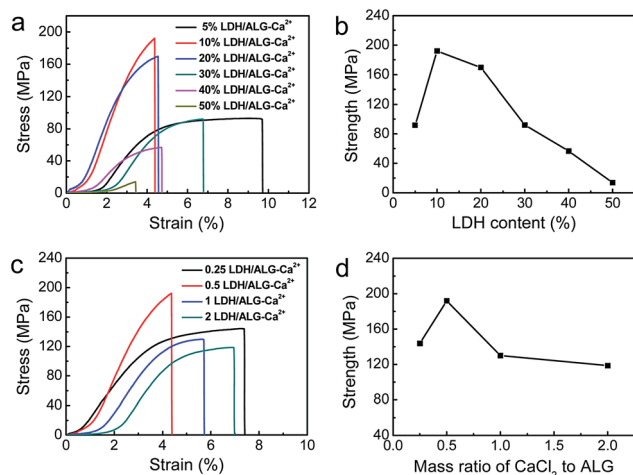 a
5% LDH/ALG-Ca²⁺
10% LDH/ALG-Ca²⁺
20% LDH/ALG-Ca²⁺
30% LDH/ALG-Ca²⁺
40% LDH/ALG-Ca²⁺
50% LDH/ALG-Ca²⁺
Stress (MPa)
200
160
120
80
40
0
0 2 4 6 8 10 12
Strain (%)
b
Strength (MPa)
240
200
160
120
80
40
0
10 20 30 40 50
LDH content (%)
c
0.25 LDH/ALG-Ca²⁺
0.5 LDH/ALG-Ca²⁺
1 LDH/ALG-Ca²⁺
2 LDH/ALG-Ca²⁺
Stress (MPa)
240
200
160
120
80
40
0
0 2 4 6 8 10
Strain (%)
d
Strength (MPa)
240
200
160
120
80
40
0.0 0.5 1.0 1.5 2.0
Mass ratio of CaCl₂ to ALG